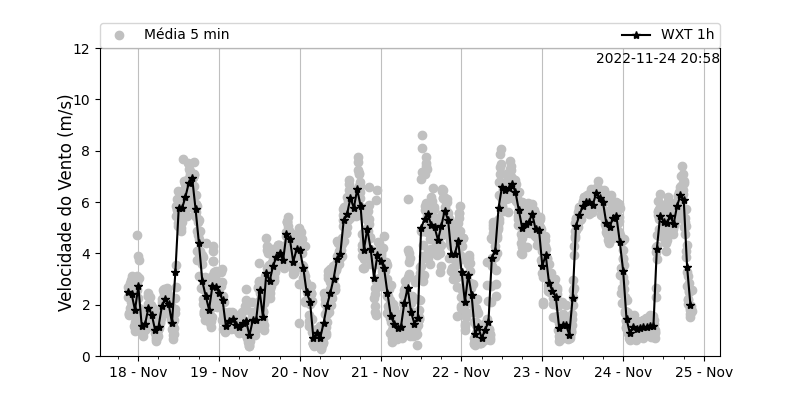 Média 5 min
WXT 1h
2022-11-24 20:58
Velocidade do Vento (m/s)
12
10
8
6
4
2
0
18 - Nov
19 - Nov
20 - Nov
21 - Nov
22 - Nov
23 - Nov
24 - Nov
25 - Nov